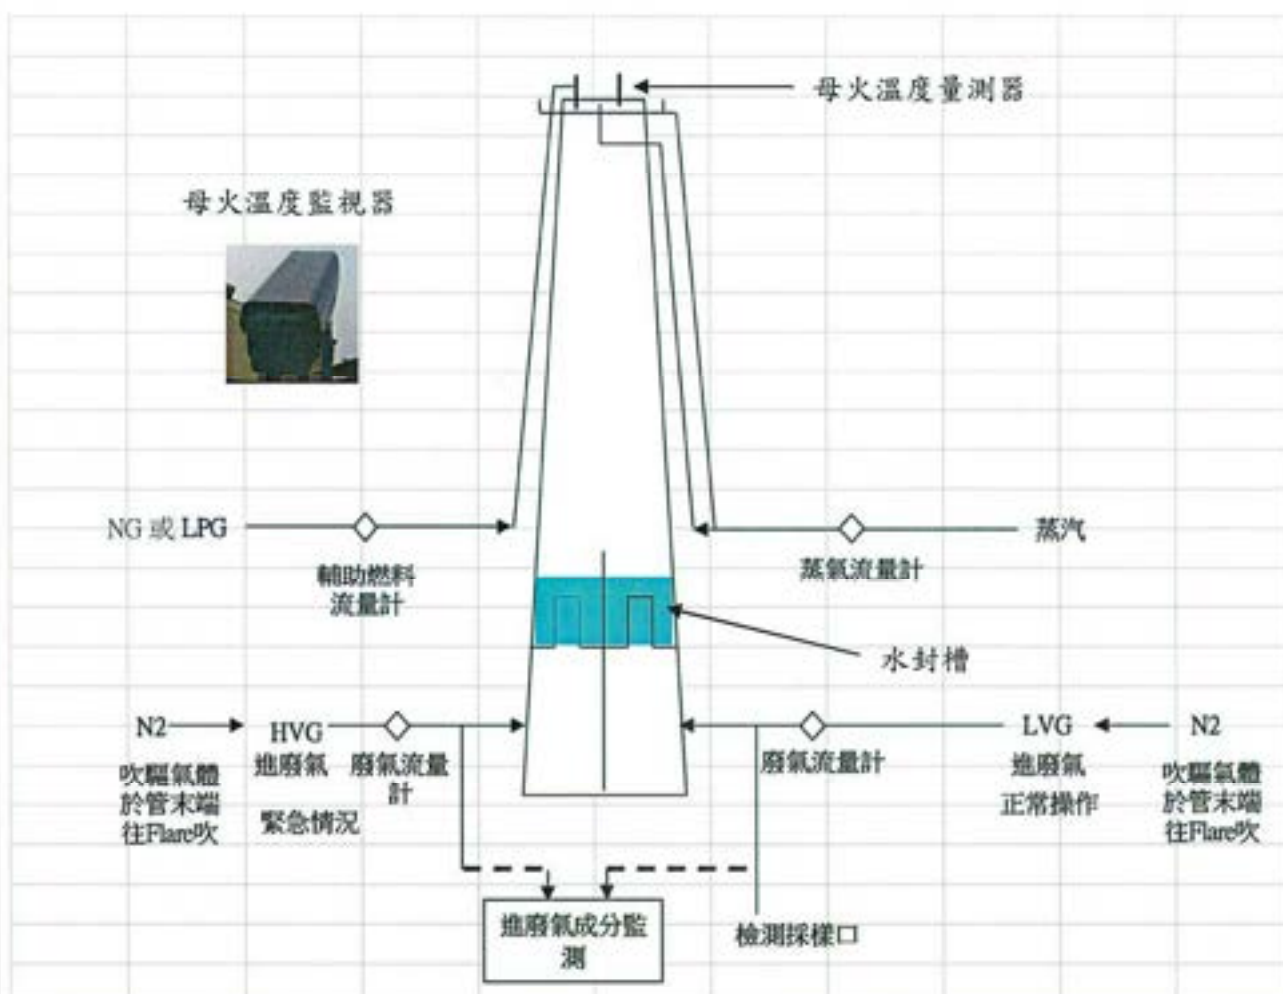 母火溫度量測器
母火溫度監視器
NG 或 LPG
輔助燃料
流量計
蒸汽
蒸氣流量計
水封槽
N2
吹驅氣體
於管末端
往Flare吹
HVG
進廢氣
緊急情況
廢氣流量
計
廢氣流量計
LVG
進廢氣
正常操作
N2
吹驅氣體
於管末端
往Flare吹
進廢氣成分監
測
檢測採樣口